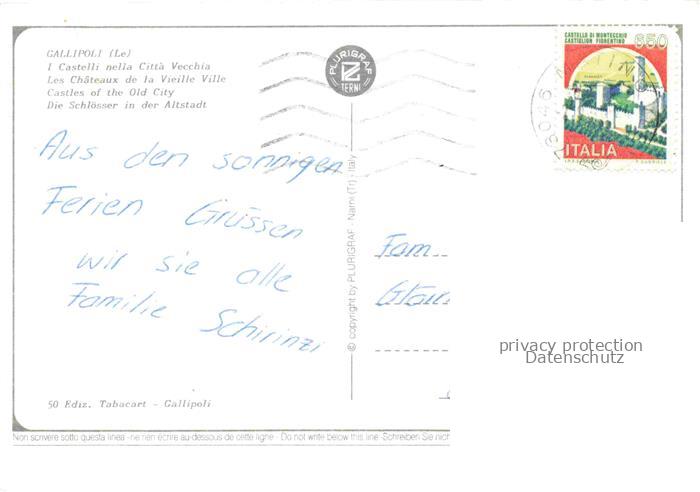 GALLIPOLI (Le)
I Castelli nella Città Vecchia
Les Châteaux de la Vieille Ville
Castles of the Old City
Die Schlösser in der Altstadt
PLURIGRAF
TERNI
CASTELLO DI MONTECCHIO
CASTIGLION FIORENTINO
650
ITALIA
Aus den sonnigen
Ferien Grüssen
wir sie alle
Familie Schirinzi
© copyright by PLURIGRAF - Narni (Tr) - Italy
Fam
privacy protection
Datenschutz
50 Ediz. Tabacart - Gallipoli
Non scrivere sotto questa linea - ne rien écrire au-dessous de cette ligne - Do not write below this line - Schreiben Sie nich